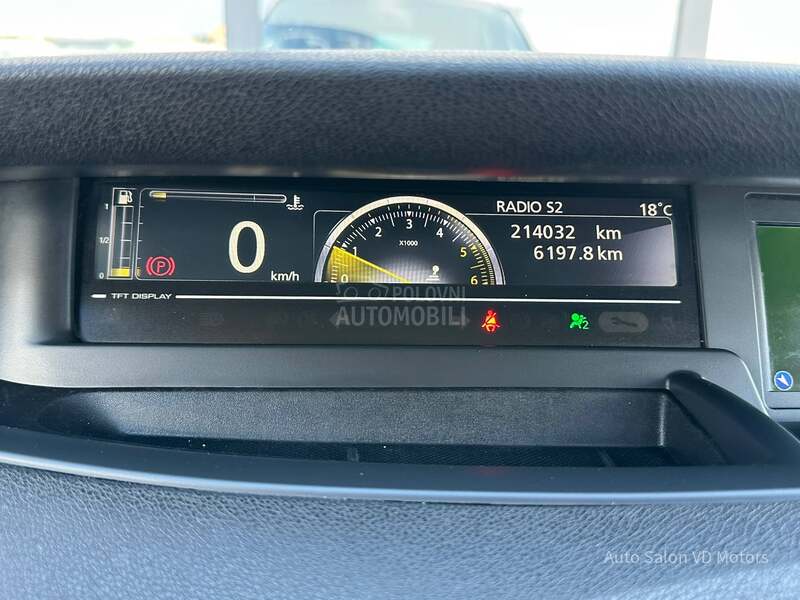 RADIO S2 18°C
1
1/2
0
0 km/h
P
0 1 2 3 4 5 6
X1000
214032 km
6197.8 km
TFT DISPLAY
POLOVNI
AUTOMOBILI
2
Auto Salon VD Motors